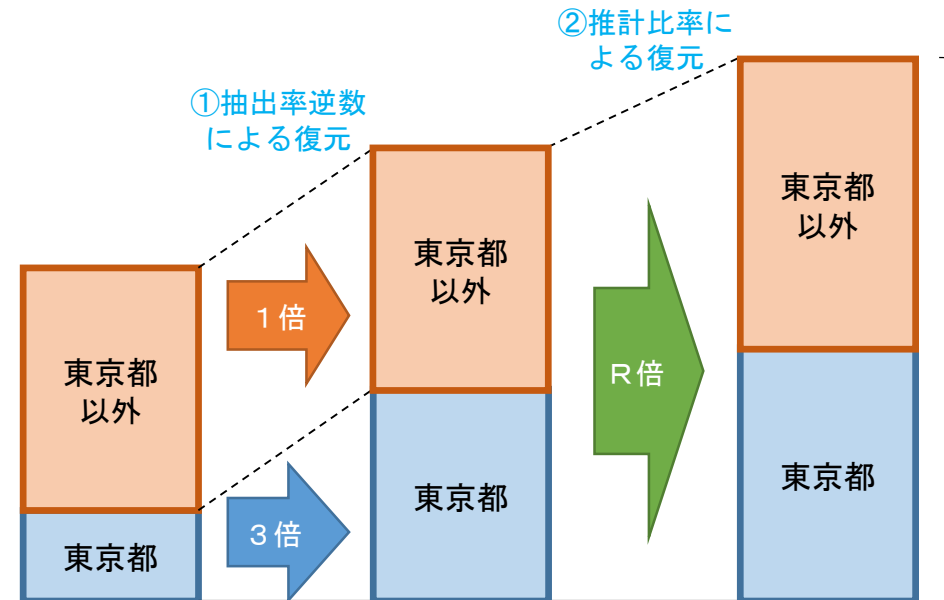 ①抽出率逆数
による復元
②推計比率に
よる復元
東京都
以外
東京都
１倍
３倍
東京都
以外
東京都
Ｒ倍
東京都
以外
東京都